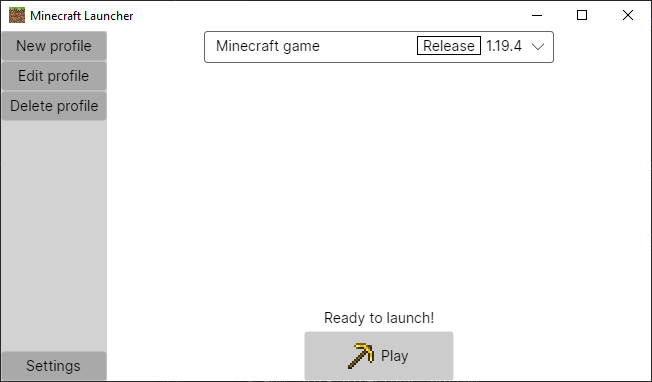 Minecraft Launcher
New profile
Edit profile
Delete profile
Minecraft game Release 1.19.4
Ready to launch!
Play
Settings